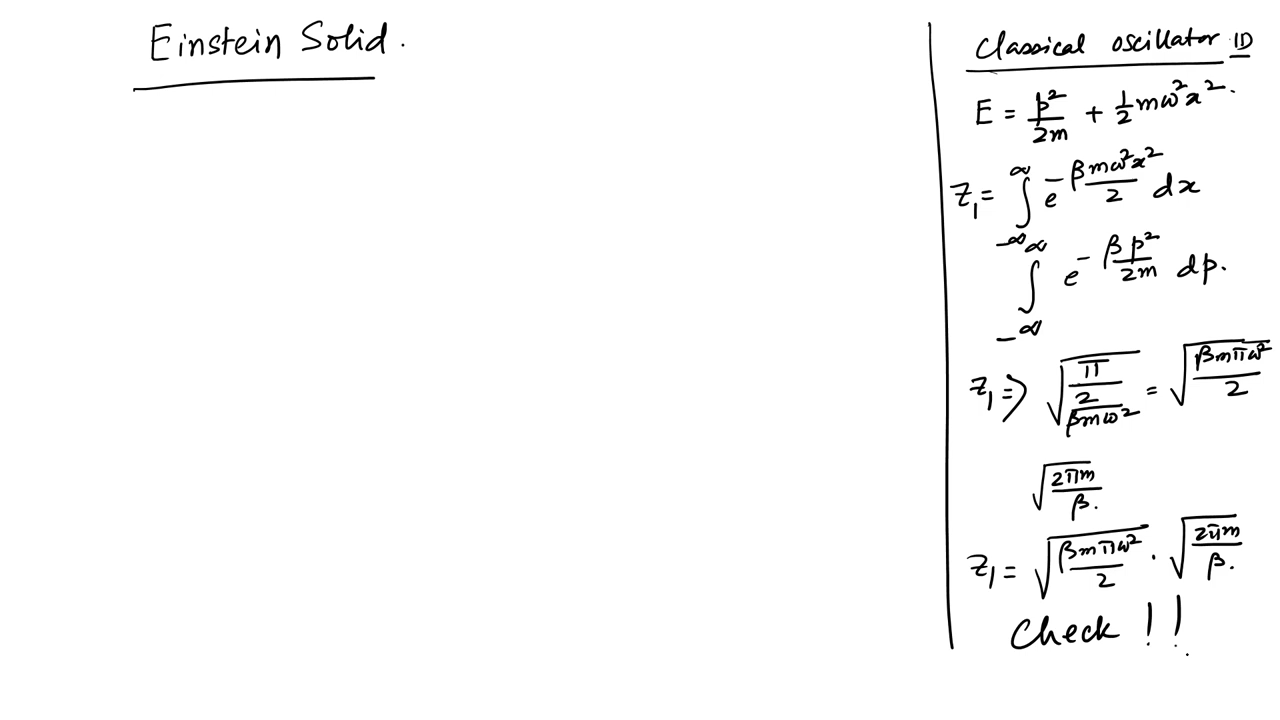 Einstein Solid.
Classical oscillator 1D
E = p²/2m + ½mω²x².
Z₁ = ∫_{-∞}^{∞} e^{-βmω²x²/2} dx
∫_{-∞}^{∞} e^{-βp²/2m} dp.
Z₁ ⇒ √(π/(2/βmω²)) = √(βmπω²/2)
√(2πm/β.)
Z₁ = √(βmπω²/2) · √(2πm/β.)
Check !!